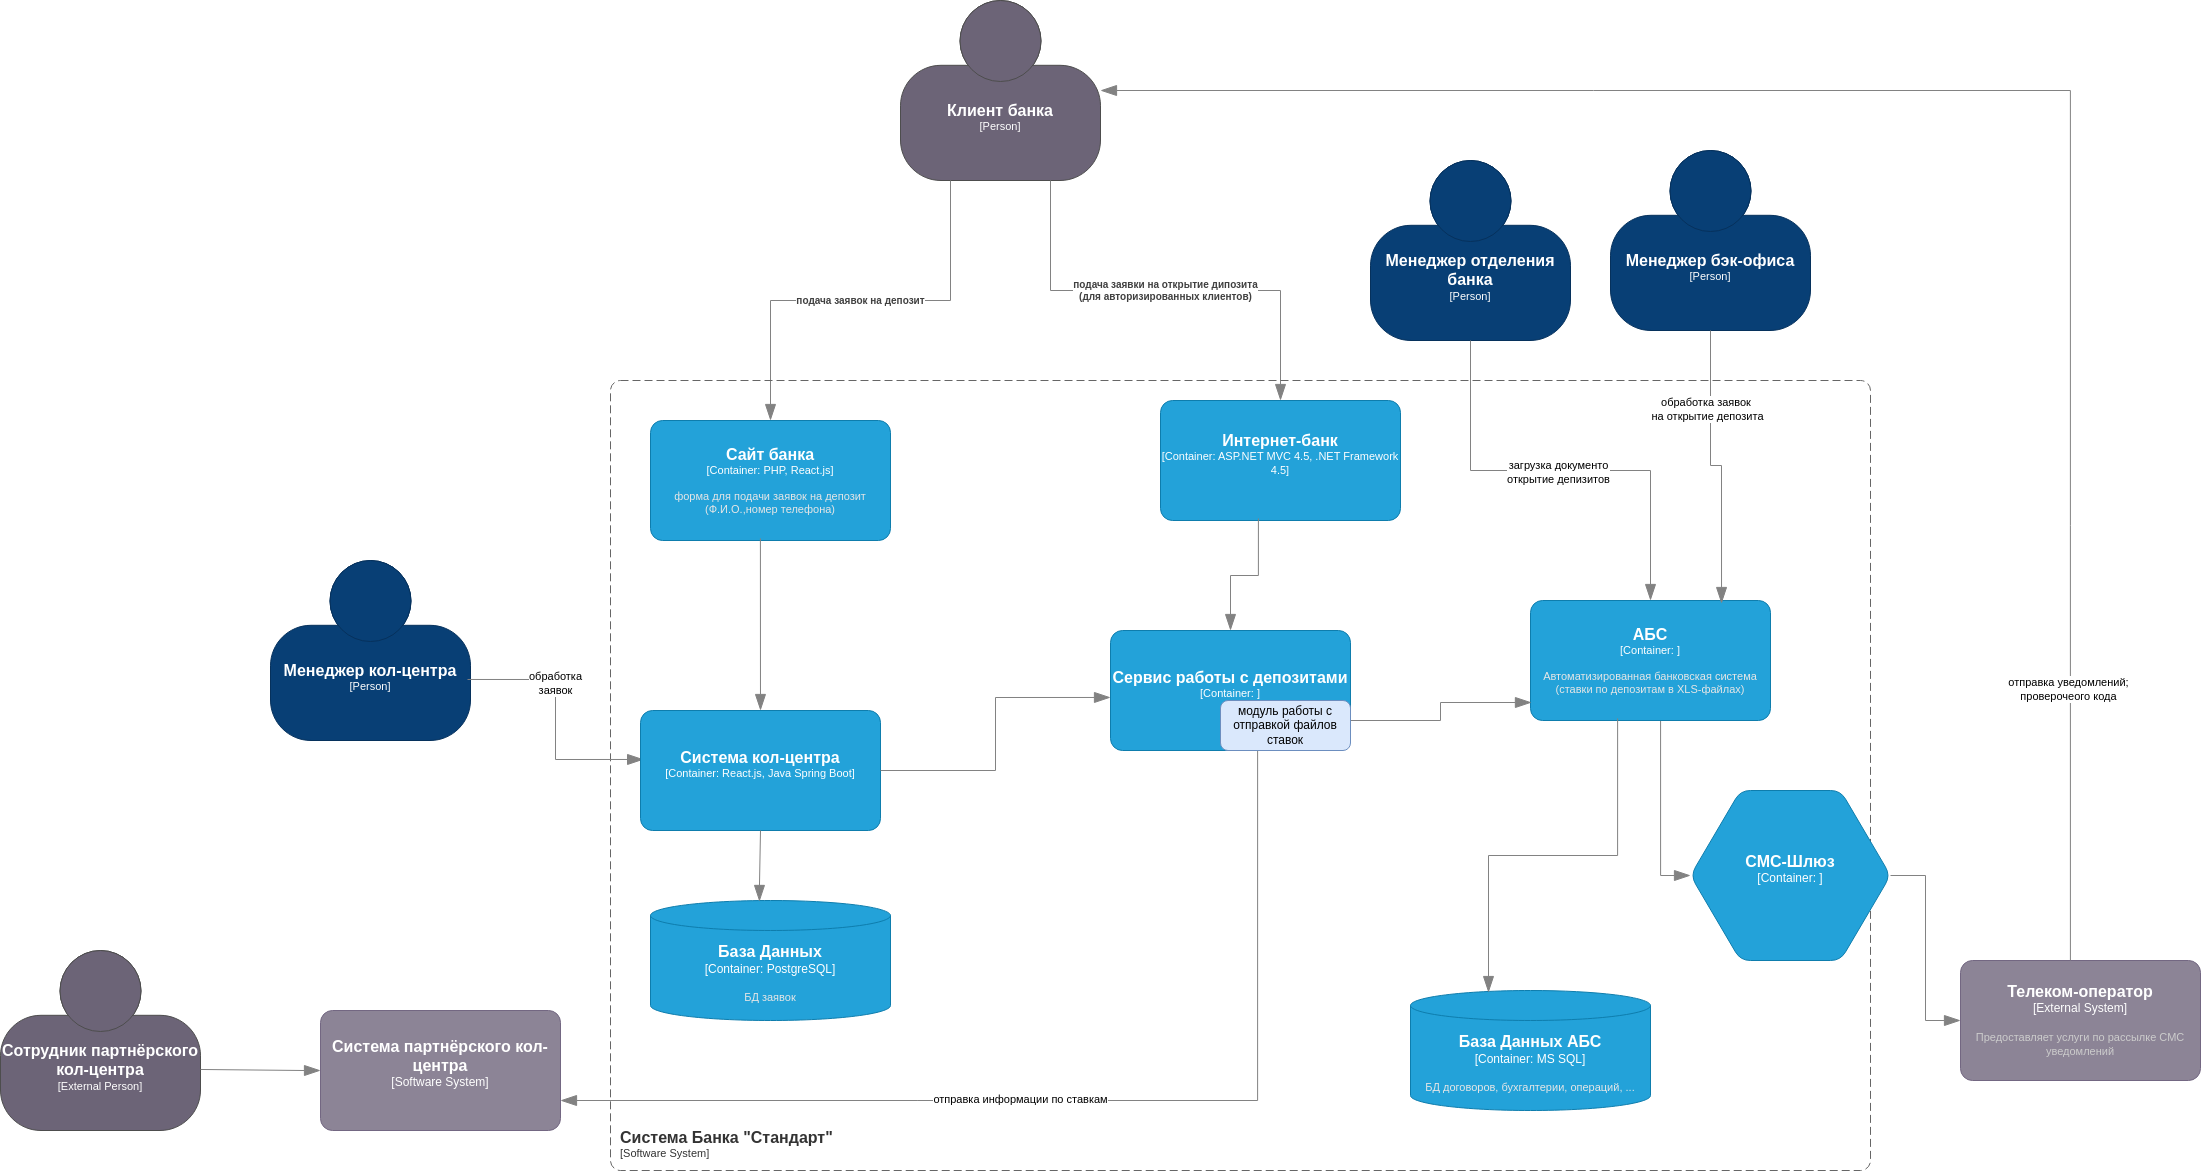 Клиент банка
[Person]
Менеджер отделения
банка
[Person]
Менеджер бэк-офиса
[Person]
подача заявок на депозит
подача заявки на открытие дипозита
(для авторизированных клиентов)
обработка заявок
на открытие депозита
загрузка документо
открытие депизитов
Сайт банка
[Container: PHP, React.js]
форма для подачи заявок на депозит
(Ф.И.О.,номер телефона)
Интернет-банк
[Container: ASP.NET MVC 4.5, .NET Framework
4.5]
Менеджер кол-центра
[Person]
обработка
заявок
Сервис работы с депозитами
[Container: ]
модуль работы с
отправкой файлов
ставок
АБС
[Container: ]
Автоматизированная банковская система
(ставки по депозитам в XLS-файлах)
отправка уведомлений;
проверочеого кода
Система кол-центра
[Container: React.js, Java Spring Boot]
СМС-Шлюз
[Container: ]
База Данных
[Container: PostgreSQL]
БД заявок
Сотрудник партнёрского
кол-центра
[External Person]
Система партнёрского кол-
центра
[Software System]
База Данных АБС
[Container: MS SQL]
БД договоров, бухгалтерии, операций, ...
Телеком-оператор
[External System]
Предоставляет услуги по рассылке СМС
уведомлений
отправка информации по ставкам
Система Банка "Стандарт"
[Software System]